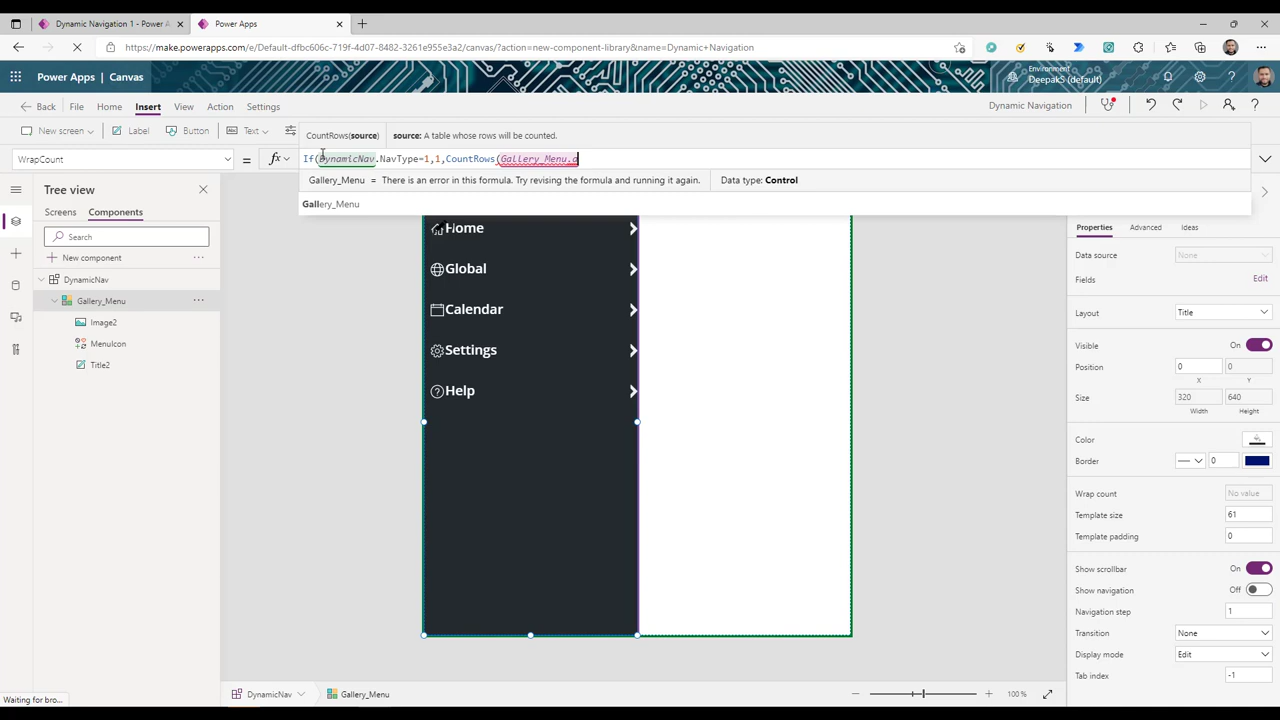 Dynamic Navigation 1 - Power A
Power Apps
https://make.powerapps.com/e/Default-dfbc606c-719f-4d07-8482-3261e955e3a2/canvas/?action=new-component-library&name=Dynamic+Navigation
Power Apps | Canvas
Environment
DeepakS (default)
Back
File
Home
Insert
View
Action
Settings
Dynamic Navigation
New screen
Label
Button
Text
CountRows(source)
source: A table whose rows will be counted.
WrapCount
=
fx
If(DynamicNav.NavType=1,1,CountRows(Gallery_Menu.a
Gallery_Menu = There is an error in this formula. Try revising the formula and running it again.
Data type: Control
Gallery_Menu
Tree view
Screens
Components
Search
New component
DynamicNav
Gallery_Menu
Image2
MenuIcon
Title2
Home
Global
Calendar
Settings
Help
Properties
Advanced
Ideas
Data source
None
Fields
Edit
Layout
Title
Visible
On
Position
0
0
X
Y
Size
320
640
Width
Height
Color
Border
0
Wrap count
No value
Template size
61
Template padding
0
Show scrollbar
On
Show navigation
Off
Navigation step
1
Transition
None
Display mode
Edit
Tab index
-1
Waiting for bro...
DynamicNav
Gallery_Menu
100 %